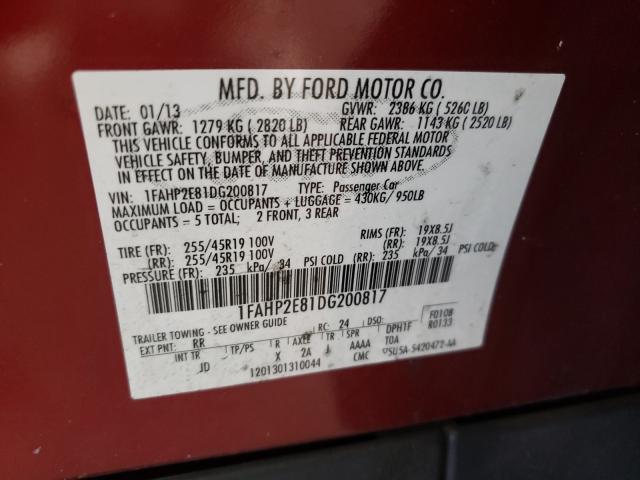 MFD. BY FORD MOTOR CO.
DATE: 01/13 GVWR: 2386 KG ( 5260 LB)
FRONT GAWR: 1279 KG ( 2820 LB) REAR GAWR: 1143 KG ( 2520 LB)
THIS VEHICLE CONFORMS TO ALL APPLICABLE FEDERAL MOTOR
VEHICLE SAFETY, BUMPER, AND THEFT PREVENTION STANDARDS
IN EFFECT ON THE DATE OF MANUFACTURE SHOWN ABOVE.
VIN: 1FAHP2E81DG200817 TYPE: Passenger Car
MAXIMUM LOAD = OCCUPANTS + LUGGAGE = 430KG/ 950LB
OCCUPANTS = 5 TOTAL: 2 FRONT, 3 REAR
TIRE (FR): 255/45R19 100V RIMS (FR): 19X8.5J
(RR): 255/45R19 100V (RR): 19X8.5J
PRESSURE (FR): 235 kPa/ 34 PSI COLD (RR): 235 kPa/ 34 PSI COLD
1FAHP2E81DG200817
TRAILER TOWING - SEE OWNER GUIDE RC: 24 DSO: F0108
R0133
EXT PNT: RR
INT TR TP/PS R AXLE TR SPR DPH1F
JD X 2A AAAA TOA
1201301310044 CMC 5U5A-5420472-AA